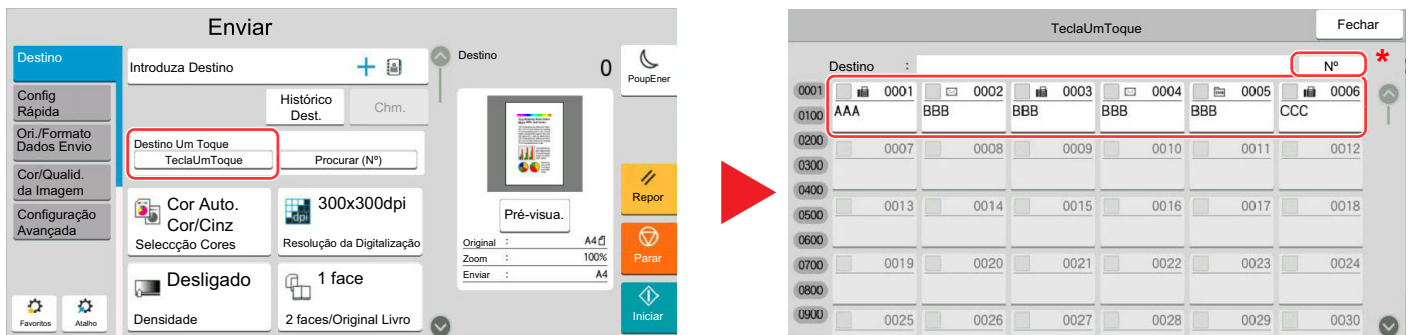 Enviar
Destino
Config
Rápida
Ori./Formato
Dados Envio
Cor/Qualid.
da Imagem
Configuração
Avançada
Favoritos
Atalho
Introduza Destino
Histórico
Dest.
Chm.
Destino Um Toque
TeclaUmToque
Procurar (Nº)
Cor Auto.
Cor/Cinz
Seleccção Cores
dpi
300x300dpi
Resolução da Digitalização
Desligado
Densidade
1 face
2 faces/Original Livro
Destino
0
Pré-visua.
Original : A4
Zoom : 100%
Enviar : A4
PoupEner
Repor
Parar
Iniciar
TeclaUmToque
Fechar
Destino :
Nº
*
0001
0100
0200
0300
0400
0500
0600
0700
0800
0900
0001 0002 0003 0004 0005 0006
AAA BBB BBB BBB BBB CCC
0007 0008 0009 0010 0011 0012
0013 0014 0015 0016 0017 0018
0019 0020 0021 0022 0023 0024
0025 0026 0027 0028 0029 0030